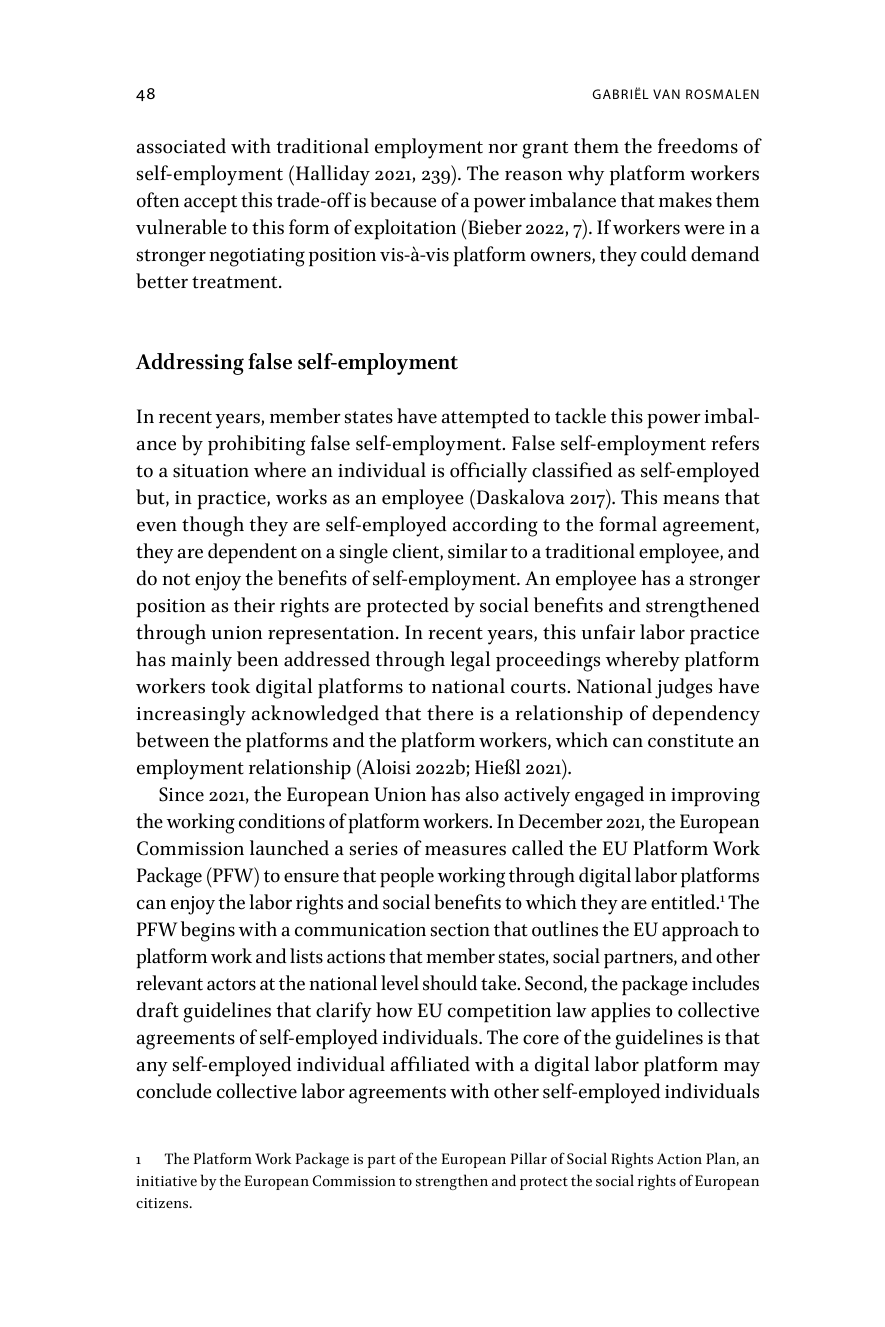 48
GABRIËL VAN ROSMALEN
associated with traditional employment nor grant them the freedoms of
self-employment (Halliday 2021, 239). The reason why platform workers
often accept this trade-off is because of a power imbalance that makes them
vulnerable to this form of exploitation (Bieber 2022, 7). If workers were in a
stronger negotiating position vis-à-vis platform owners, they could demand
better treatment.
Addressing false self-employment
In recent years, member states have attempted to tackle this power imbal-
ance by prohibiting false self-employment. False self-employment refers
to a situation where an individual is officially classified as self-employed
but, in practice, works as an employee (Daskalova 2017). This means that
even though they are self-employed according to the formal agreement,
they are dependent on a single client, similar to a traditional employee, and
do not enjoy the benefits of self-employment. An employee has a stronger
position as their rights are protected by social benefits and strengthened
through union representation. In recent years, this unfair labor practice
has mainly been addressed through legal proceedings whereby platform
workers took digital platforms to national courts. National judges have
increasingly acknowledged that there is a relationship of dependency
between the platforms and the platform workers, which can constitute an
employment relationship (Aloisi 2022b; Hießl 2021).
Since 2021, the European Union has also actively engaged in improving
the working conditions of platform workers. In December 2021, the European
Commission launched a series of measures called the EU Platform Work
Package (PFW) to ensure that people working through digital labor platforms
can enjoy the labor rights and social benefits to which they are entitled.¹ The
PFW begins with a communication section that outlines the EU approach to
platform work and lists actions that member states, social partners, and other
relevant actors at the national level should take. Second, the package includes
draft guidelines that clarify how EU competition law applies to collective
agreements of self-employed individuals. The core of the guidelines is that
any self-employed individual affiliated with a digital labor platform may
conclude collective labor agreements with other self-employed individuals
1 The Platform Work Package is part of the European Pillar of Social Rights Action Plan, an
initiative by the European Commission to strengthen and protect the social rights of European
citizens.